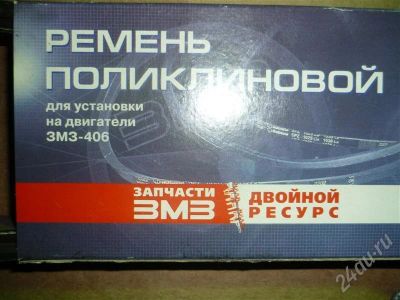 РЕМЕНЬ
ПОЛИКЛИНОВОЙ
для установки
на двигатели
ЗМЗ-406
ЗАПЧАСТИ
ЗМЗ
ДВОЙНОЙ
РЕСУРС
24au.ru